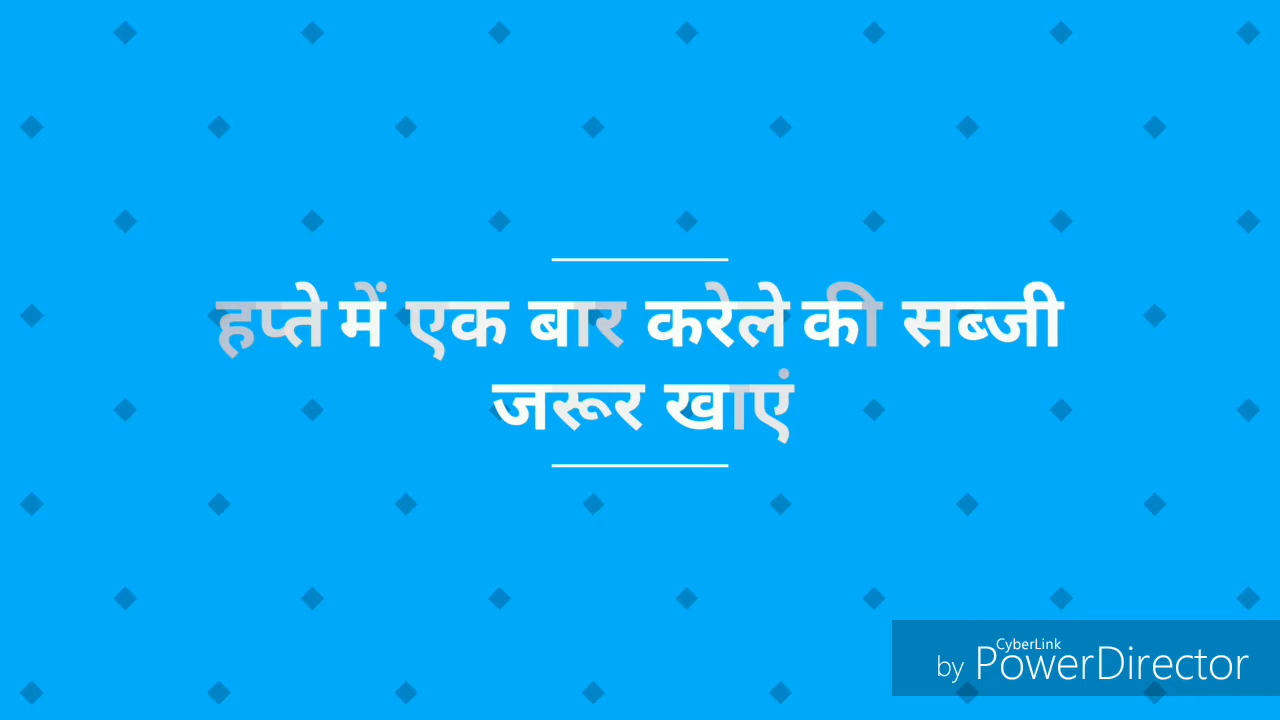 हप्ते में एक बार करेले की सब्जी
जरूर खाएं
CyberLink
by PowerDirector